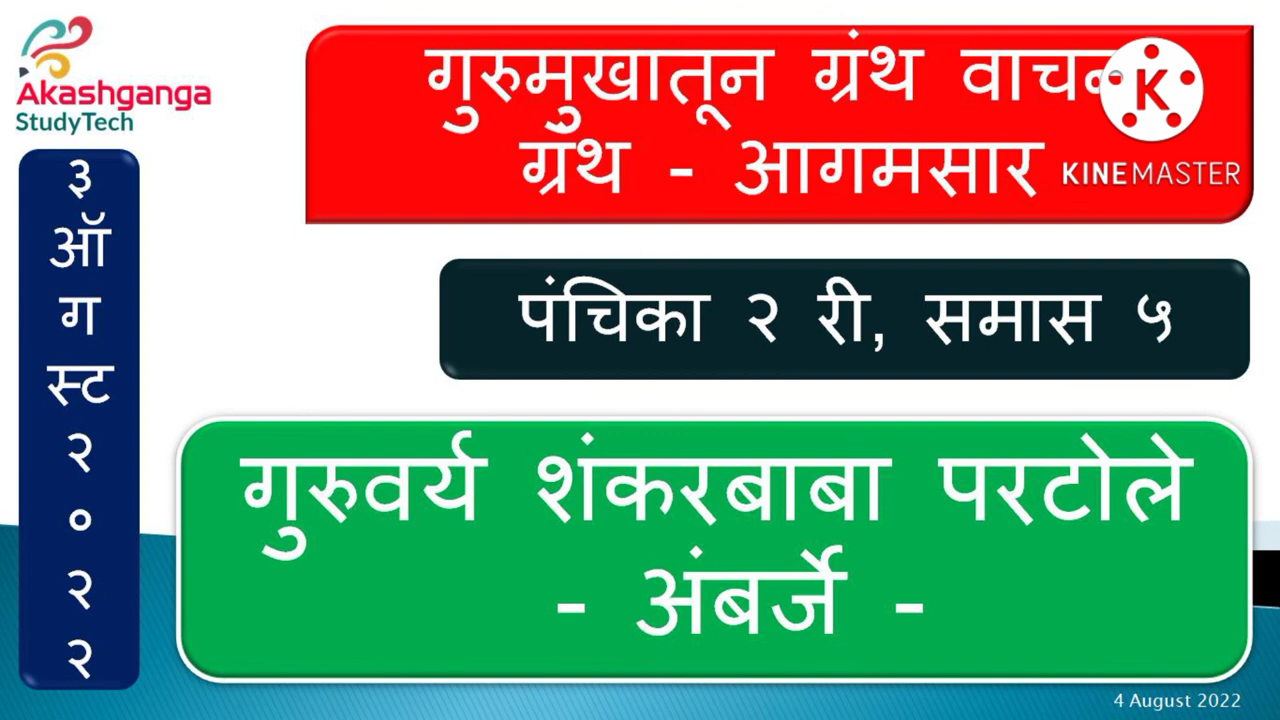 Akashganga
StudyTech
गुरुमुखातून ग्रंथ वाचन
ग्रंथ - आगमसार
K
KINEMASTER
३
ऑ
ग
स्ट
२
०
२
२
पंचिका २ री, समास ५
गुरुवर्य शंकरबाबा परटोले
- अंबर्जे -
4 August 2022